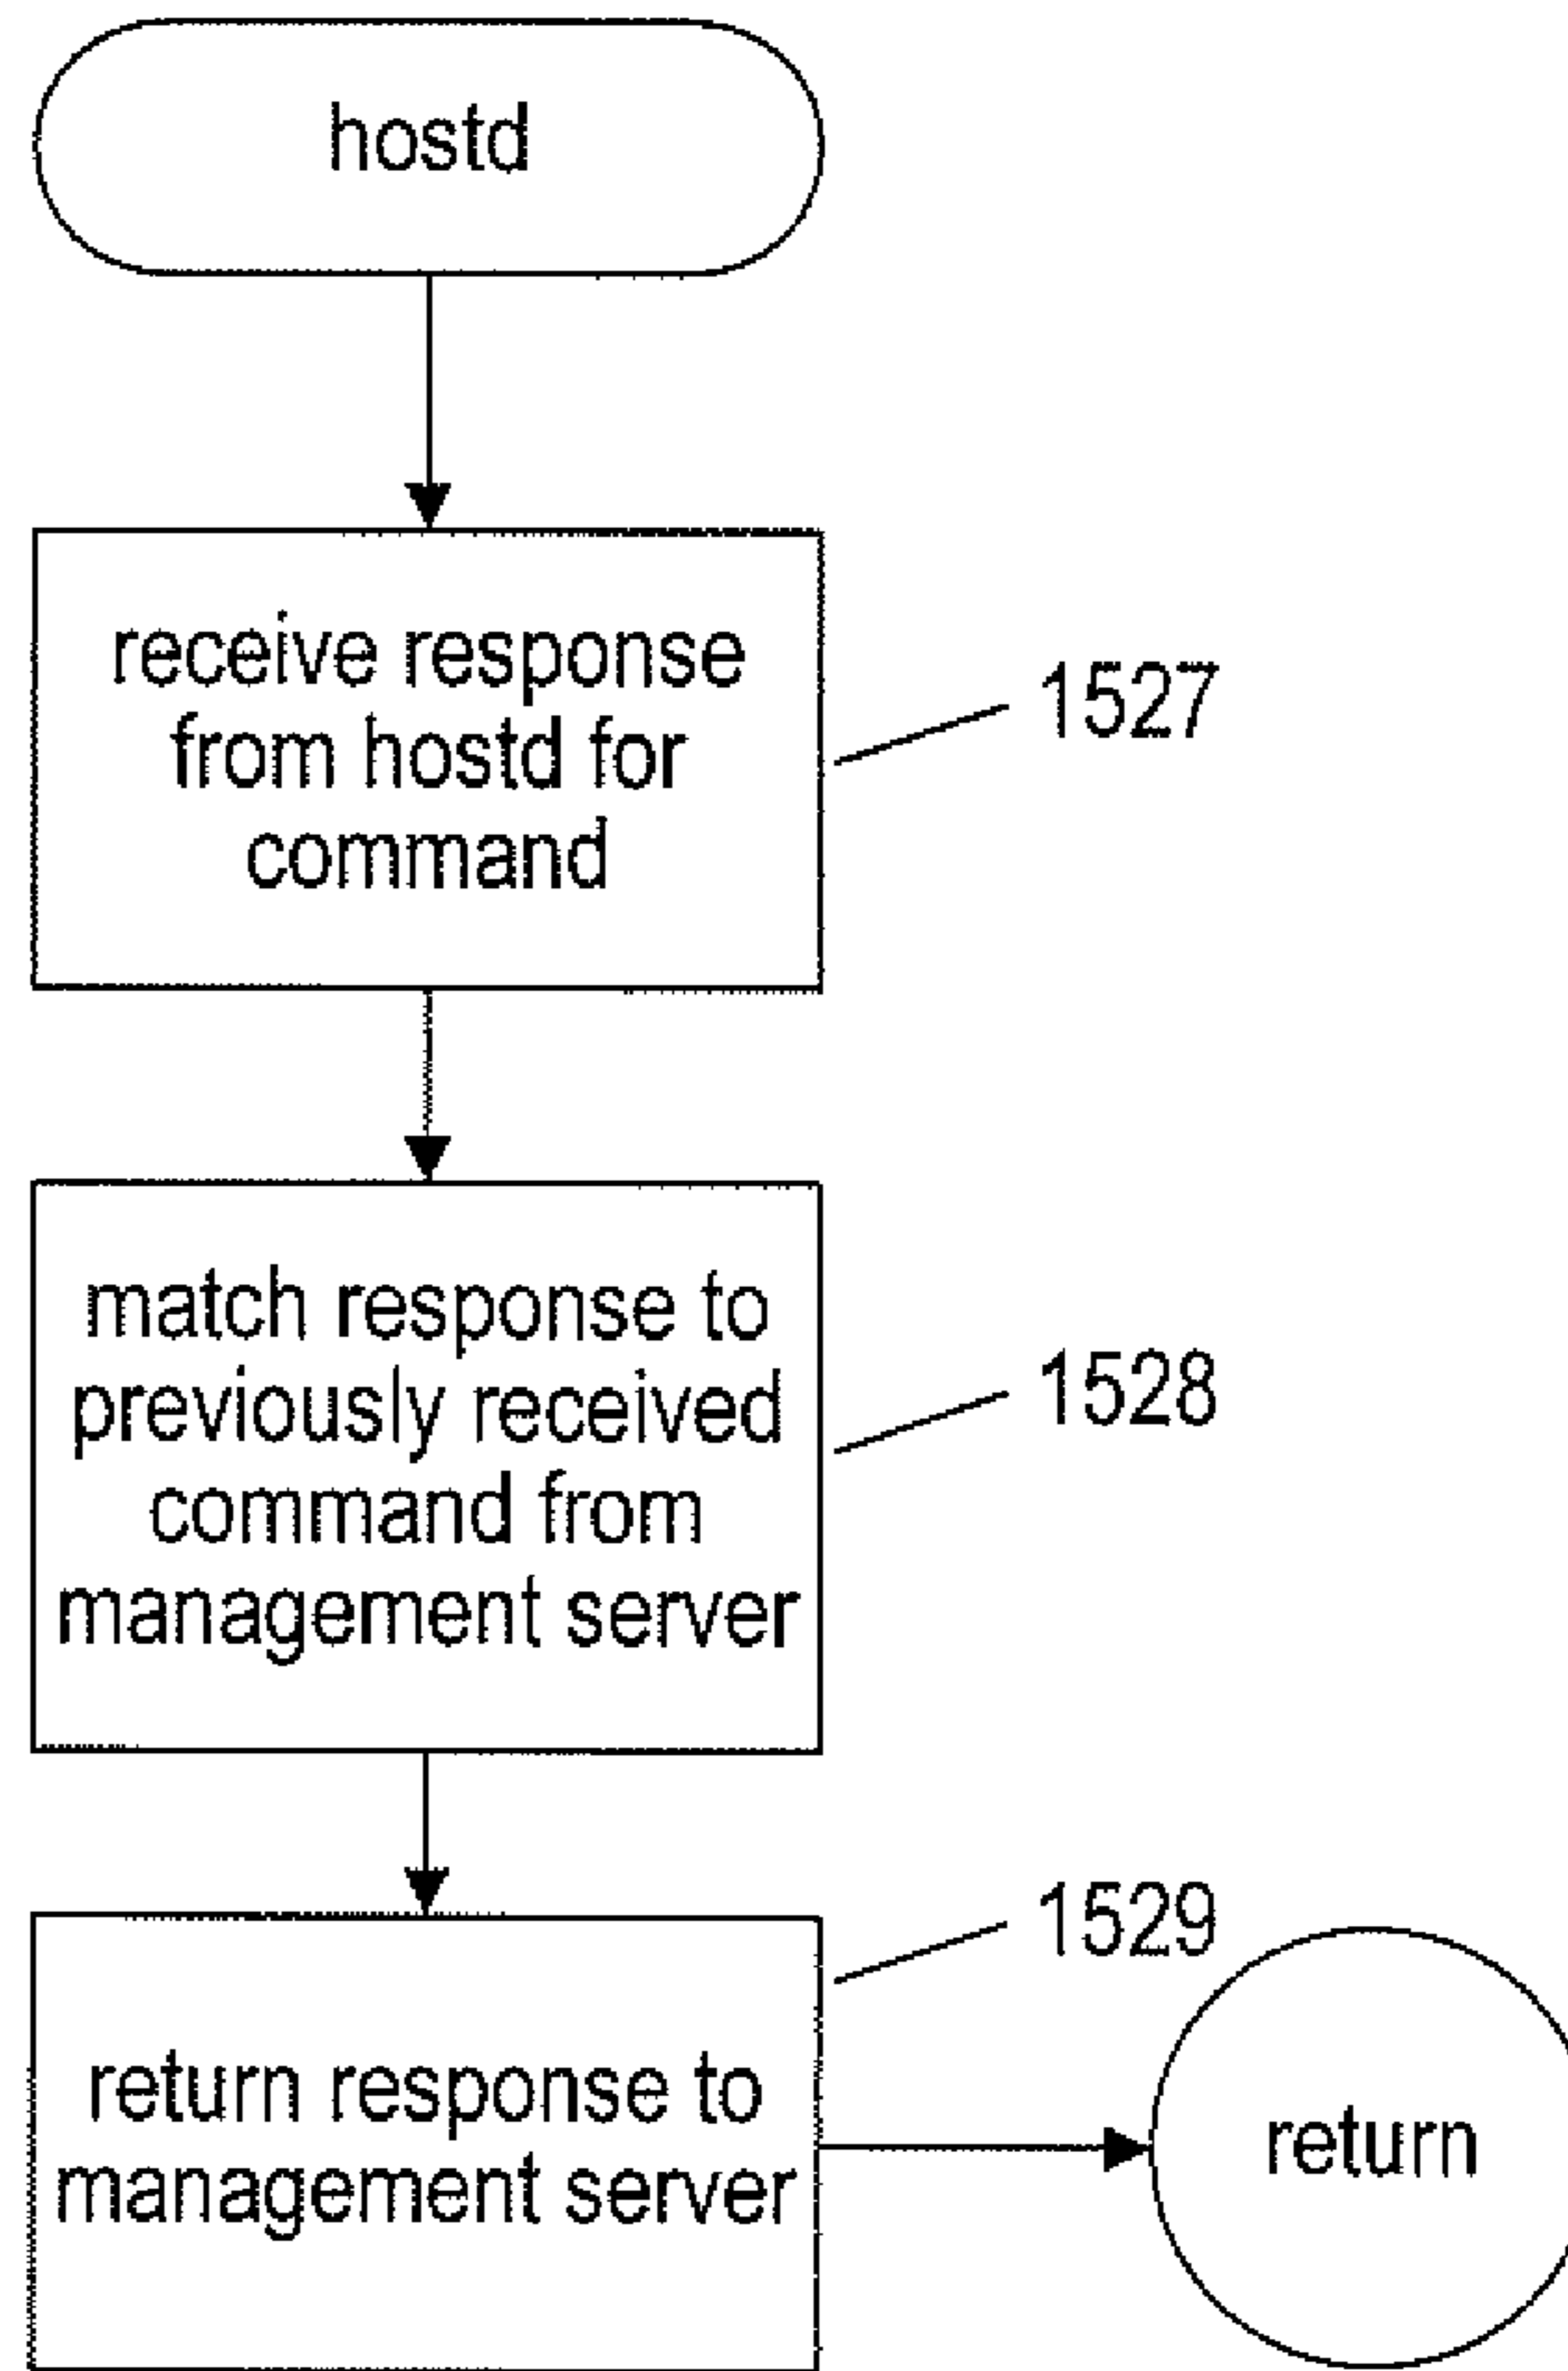 hostd
receive response
from hostd for
command
1527
match response to
previously received
command from
management server
1528
1529
return response to
management server
return